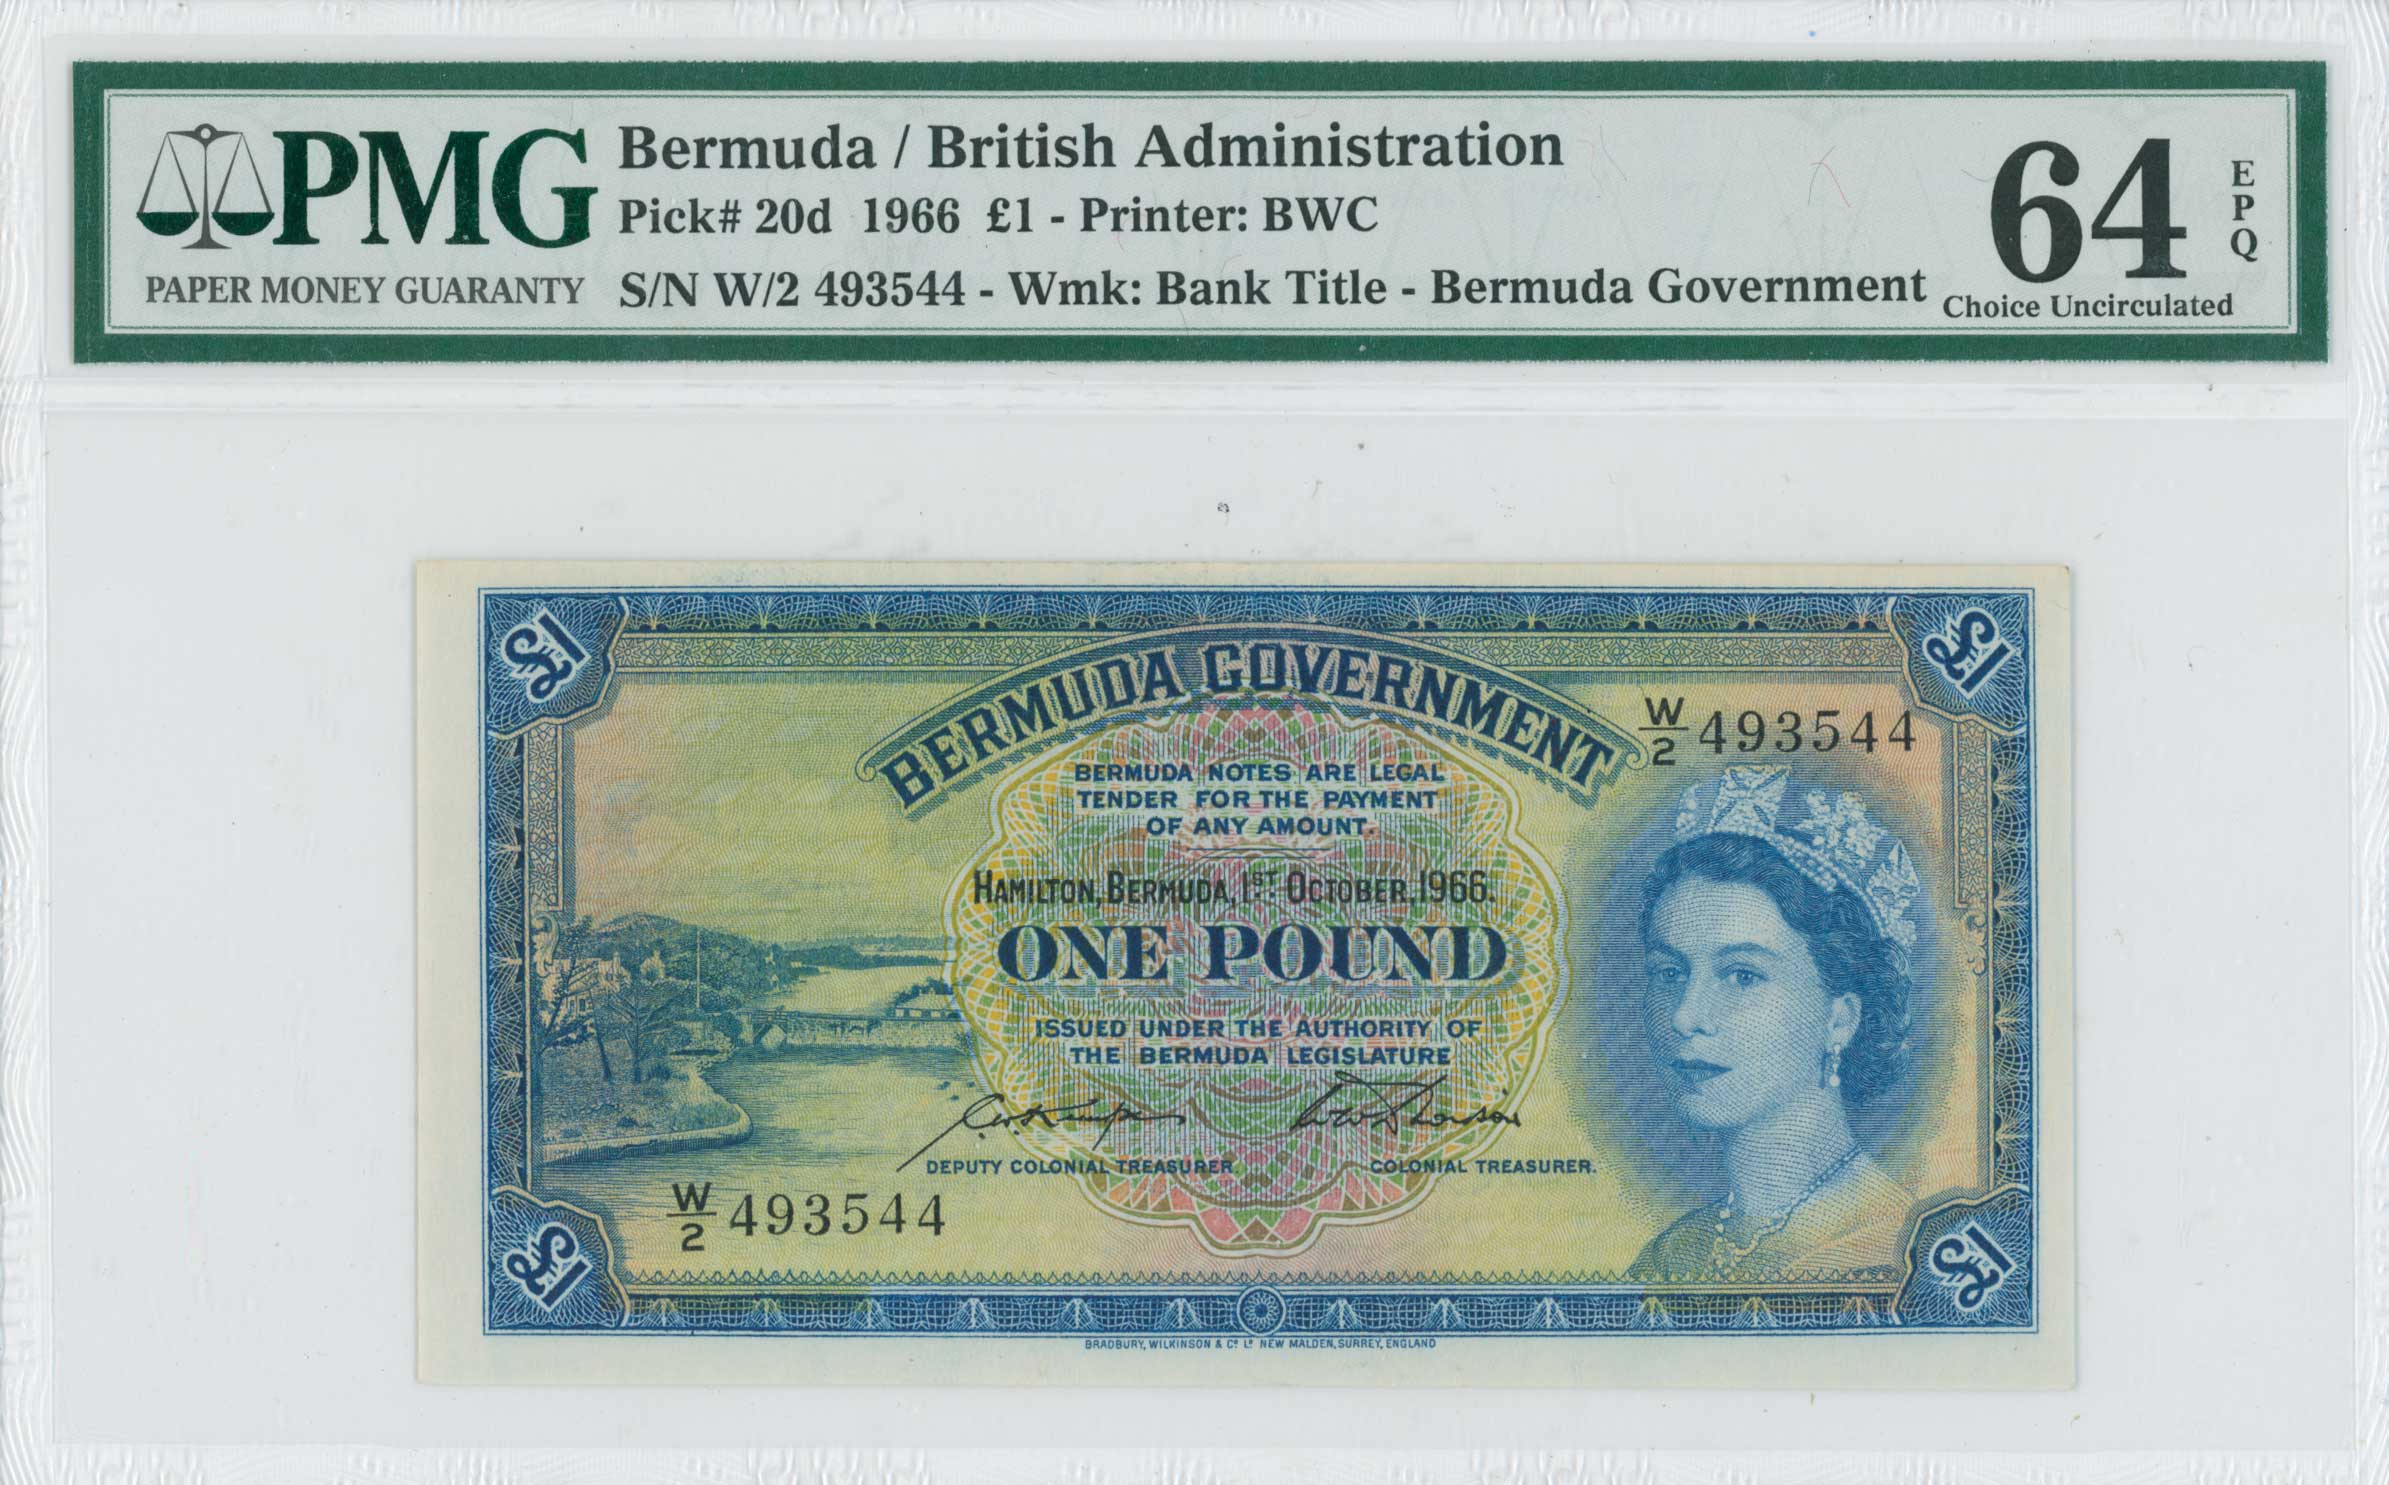 PMG
PAPER MONEY GUARANTY
Bermuda / British Administration
Pick# 20d 1966 £1 - Printer: BWC
S/N W/2 493544 - Wmk: Bank Title - Bermuda Government
64
EPQ
Choice Uncirculated
£1
£1
BERMUDA GOVERNMENT
W/2 493544
BERMUDA NOTES ARE LEGAL
TENDER FOR THE PAYMENT
OF ANY AMOUNT.
HAMILTON, BERMUDA, 1ST OCTOBER, 1966.
ONE POUND
ISSUED UNDER THE AUTHORITY OF
THE BERMUDA LEGISLATURE
DEPUTY COLONIAL TREASURER.
COLONIAL TREASURER.
W/2 493544
£1
£1
BRADBURY, WILKINSON & Co. Ld. NEW MALDEN, SURREY, ENGLAND